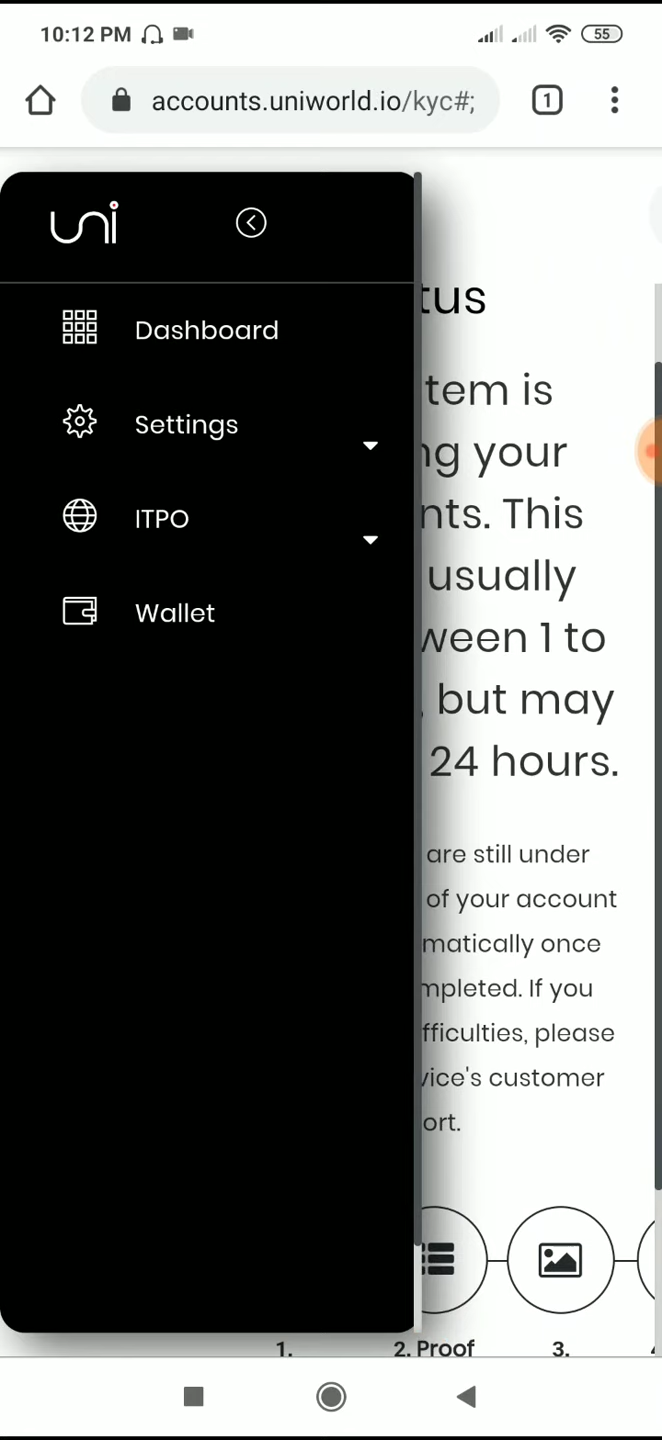 10:12 PM
55
accounts.uniworld.io/kyc#;
1
uni
Dashboard
Settings
ITPO
Wallet
tus
tem is
ng your
nts. This
usually
ween 1 to
, but may
24 hours.
are still under
of your account
matically once
mpleted. If you
fficulties, please
vice's customer
ort.
1.
2. Proof
3.